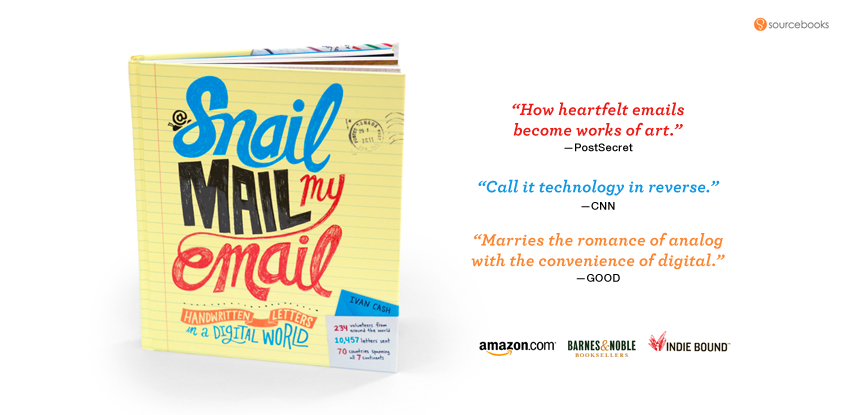 sourcebooks
@
Snail
MAIL my
email
HANDWRITTEN LETTERS
in a DIGITAL WORLD
IVAN CASH
234 volunteers from
around the world
10,457 letters sent
70 countries spanning
all 7 continents
2011
“How heartfelt emails
become works of art.”
—PostSecret
“Call it technology in reverse.”
—CNN
“Marries the romance of analog
with the convenience of digital.”
—GOOD
amazon.com
BARNES&NOBLE
BOOKSELLERS
INDIE BOUND